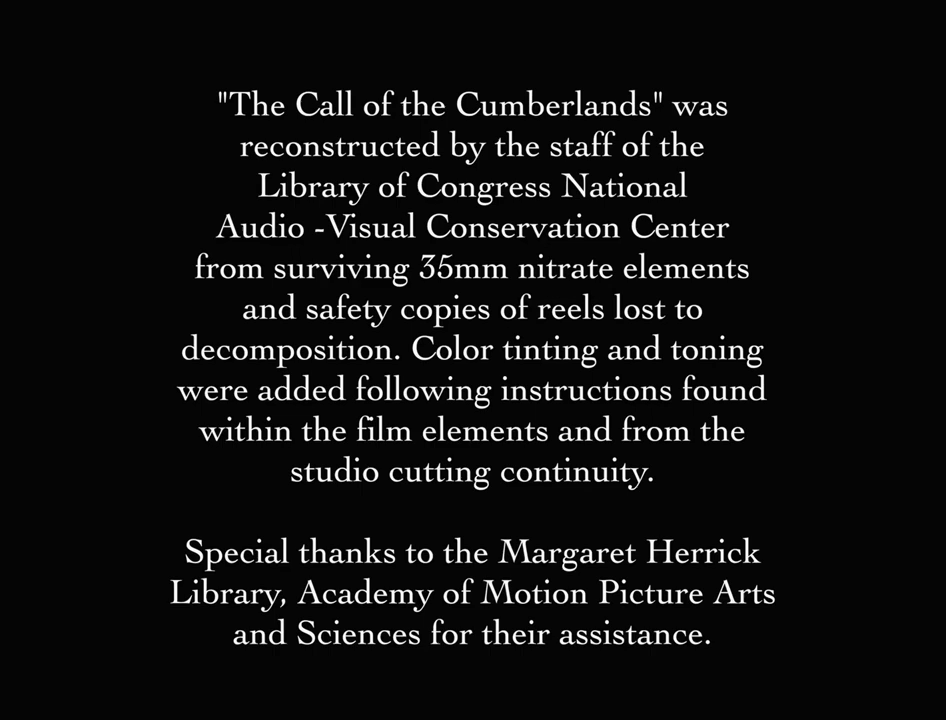 "The Call of the Cumberlands" was
reconstructed by the staff of the
Library of Congress National
Audio -Visual Conservation Center
from surviving 35mm nitrate elements
and safety copies of reels lost to
decomposition. Color tinting and toning
were added following instructions found
within the film elements and from the
studio cutting continuity.
Special thanks to the Margaret Herrick
Library, Academy of Motion Picture Arts
and Sciences for their assistance.